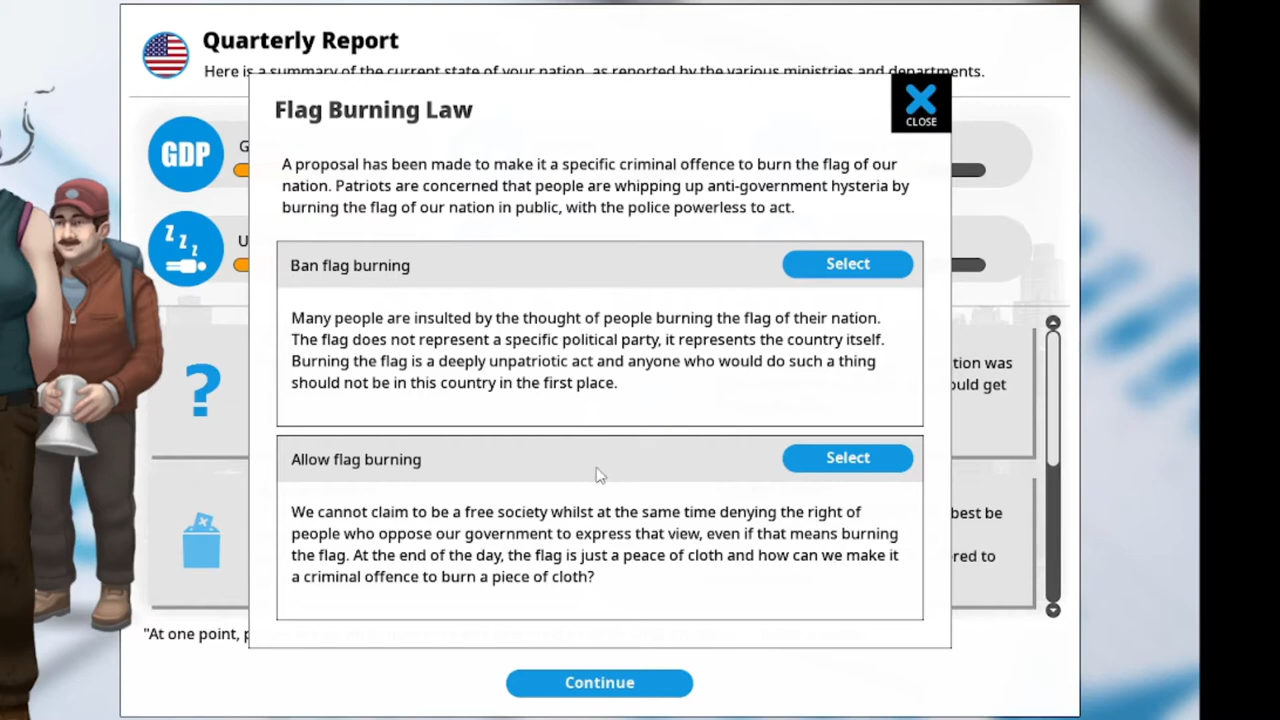 Quarterly Report
Here is a summary of the current state of your nation, as reported by the various ministries and departments.
Flag Burning Law
CLOSE
GDP
G
A proposal has been made to make it a specific criminal offence to burn the flag of our
nation. Patriots are concerned that people are whipping up anti-government hysteria by
burning the flag of our nation in public, with the police powerless to act.
Z Z Z
U
Ban flag burning
Select
Many people are insulted by the thought of people burning the flag of their nation.
The flag does not represent a specific political party, it represents the country itself.
Burning the flag is a deeply unpatriotic act and anyone who would do such a thing
should not be in this country in the first place.
?
tion was
ould get
Allow flag burning
Select
We cannot claim to be a free society whilst at the same time denying the right of
people who oppose our government to express that view, even if that means burning
the flag. At the end of the day, the flag is just a peace of cloth and how can we make it
a criminal offence to burn a piece of cloth?
best be
red to
"At one point, p
Continue